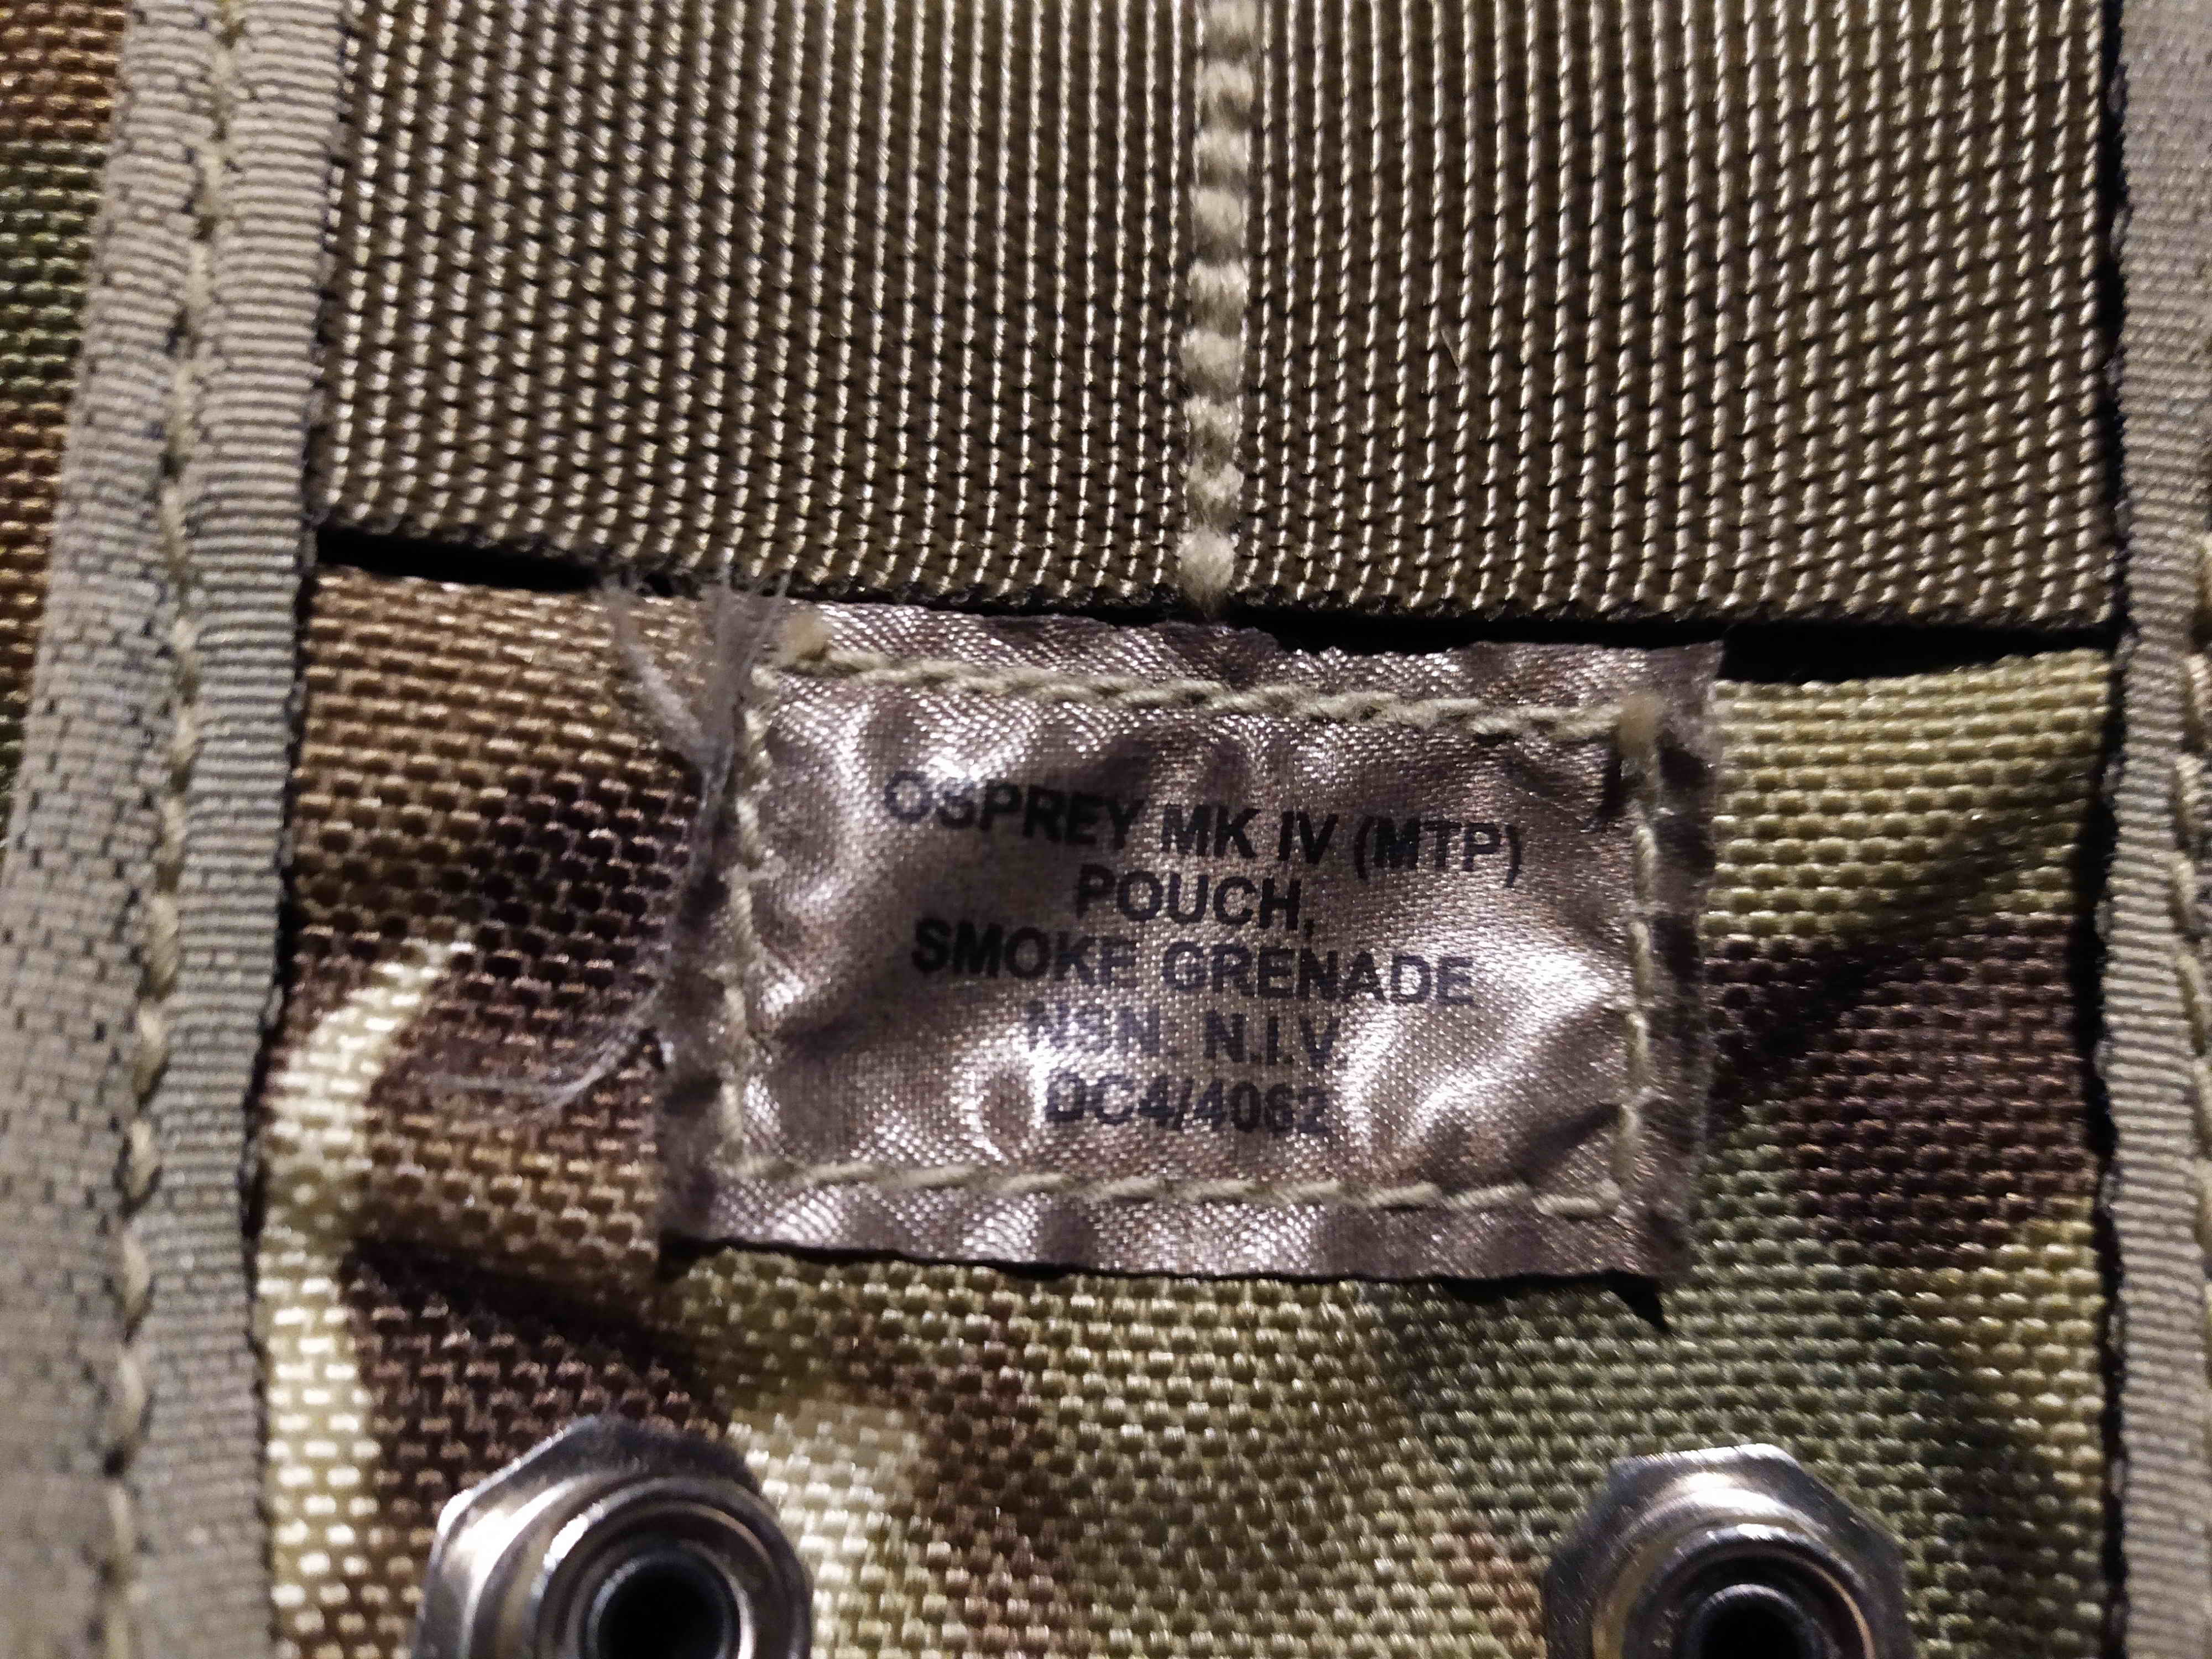 OSPREY MK IV (MTP)
POUCH,
SMOKE GRENADE
NSN. N.I.V
DC4/4062